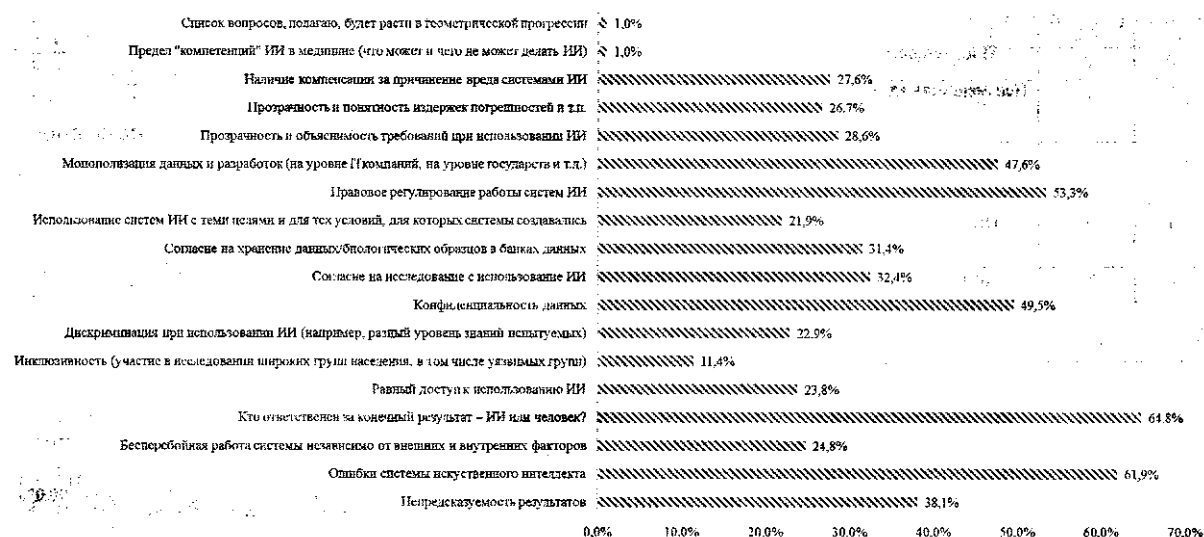 Список вопросов, полагаю, будет расти в геометрической прогрессии 1,0%
Предел "компетенций" ИИ в медицине (что может и чего не может делать ИИ) 1,0%
Наличие компенсации за причинение вреда системами ИИ 27,6%
Прозрачность и понятность издержек погрешностей и т.п. 26,7%
Прозрачность и объяснимость требований при использовании ИИ 28,6%
Монополизация данных и разработок (на уровне IT компаний, на уровне государств и т.д.) 47,6%
Правовое регулирование работы систем ИИ 53,3%
Использование систем ИИ с теми целями и для тех условий, для которых системы создавались 21,9%
Согласие на хранение данных/биологических образцов в банках данных 31,4%
Согласие на исследование с использование ИИ 32,4%
Конфиденциальность данных 49,5%
Дискриминация при использовании ИИ (например, разный уровень знаний испытуемых) 22,9%
Инклюзивность (участие в исследовании широких групп населения, в том числе уязвимых групп) 11,4%
Равный доступ к использованию ИИ 23,8%
Кто ответственен за конечный результат – ИИ или человек? 64,8%
Бесперебойная работа системы независимо от внешних и внутренних факторов 24,8%
Ошибки системы искуственного интеллекта 61,9%
Непредсказуемость результатов 38,1%
0,0% 10,0% 20,0% 30,0% 40,0% 50,0% 60,0% 70,0%